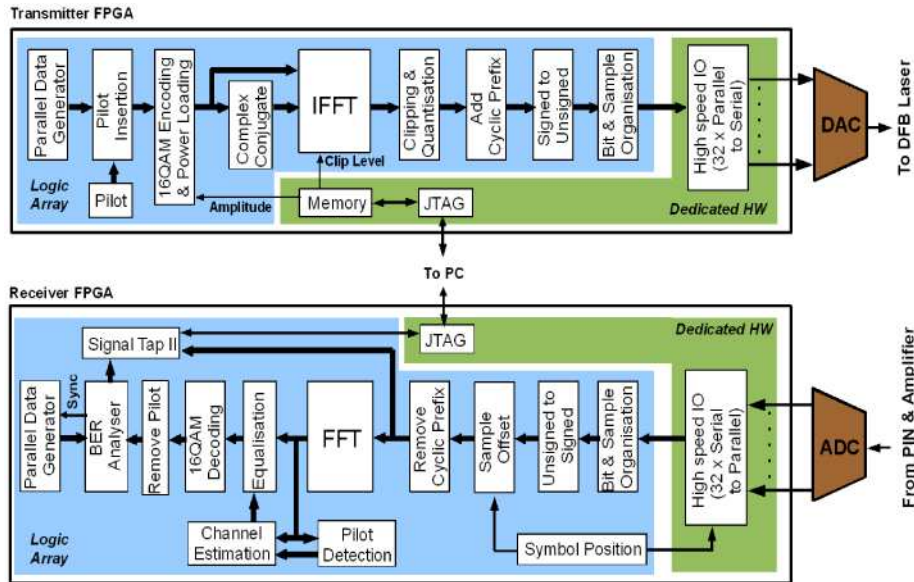 Transmitter FPGA
Parallel Data
Generator
Pilot
Insertion
16QAM Encoding
& Power Loading
Complex
Conjugate
IFFT
Clipping &
Quantisation
Add
Cyclic Prefix
Signed to
Unsigned
Bit & Sample
Organisation
High speed IO
(32 x Parallel
to Serial)
DAC
To DFB Laser
Clip Level
Logic
Array
Pilot
Amplitude
Memory
JTAG
Dedicated HW
To PC
Receiver FPGA
JTAG
Dedicated HW
Signal Tap II
Sync
Parallel Data
Generator
BER
Analyser
Remove Pilot
16QAM
Decoding
Equalisation
FFT
Remove
Cyclic Prefix
Sample
Offset
Unsigned to
Signed
Bit & Sample
Organisation
High speed IO
(32 x Serial
to Parallel)
ADC
From PIN & Amplifier
Logic
Array
Channel
Estimation
Pilot
Detection
Symbol Position